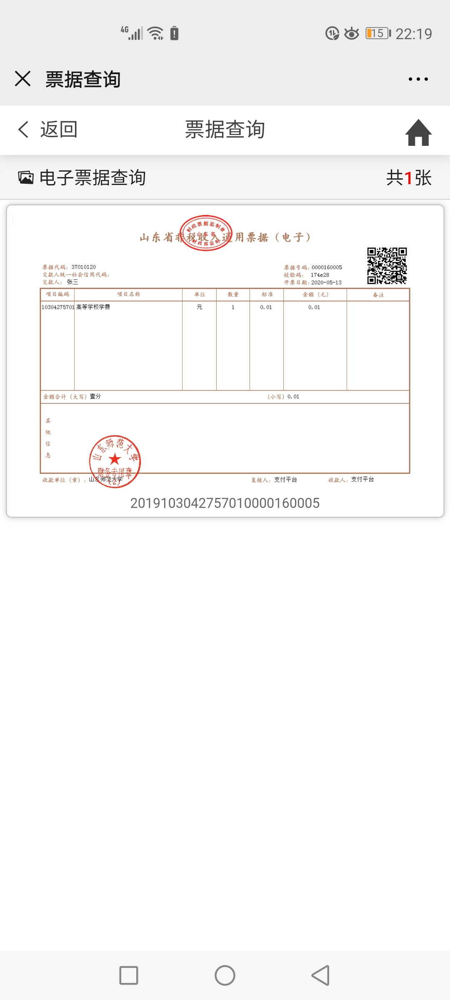 4G
15 22:19
票据查询
返回 票据查询
电子票据查询 共1张
财政票据监制章
山东省
财政部监制
山东省非税收入通用票据（电子）
票据代码：37010120 票据号码：0000160005
交款人统一社会信用代码： 校验码：174e28
交款人：张三 开票日期：2020-05-13
项目编码 项目名称 单位 数量 标准 金额（元） 备注
10304275701 高等学校学费 元 1 0.01 0.01
金额合计（大写）壹分 （小写）0.01
其他信息
山东师范大学
财务专用章
(2)
收款单位（章）：山东师范大学 复核人：支付平台 收款人：支付平台
2019103042757010000160005